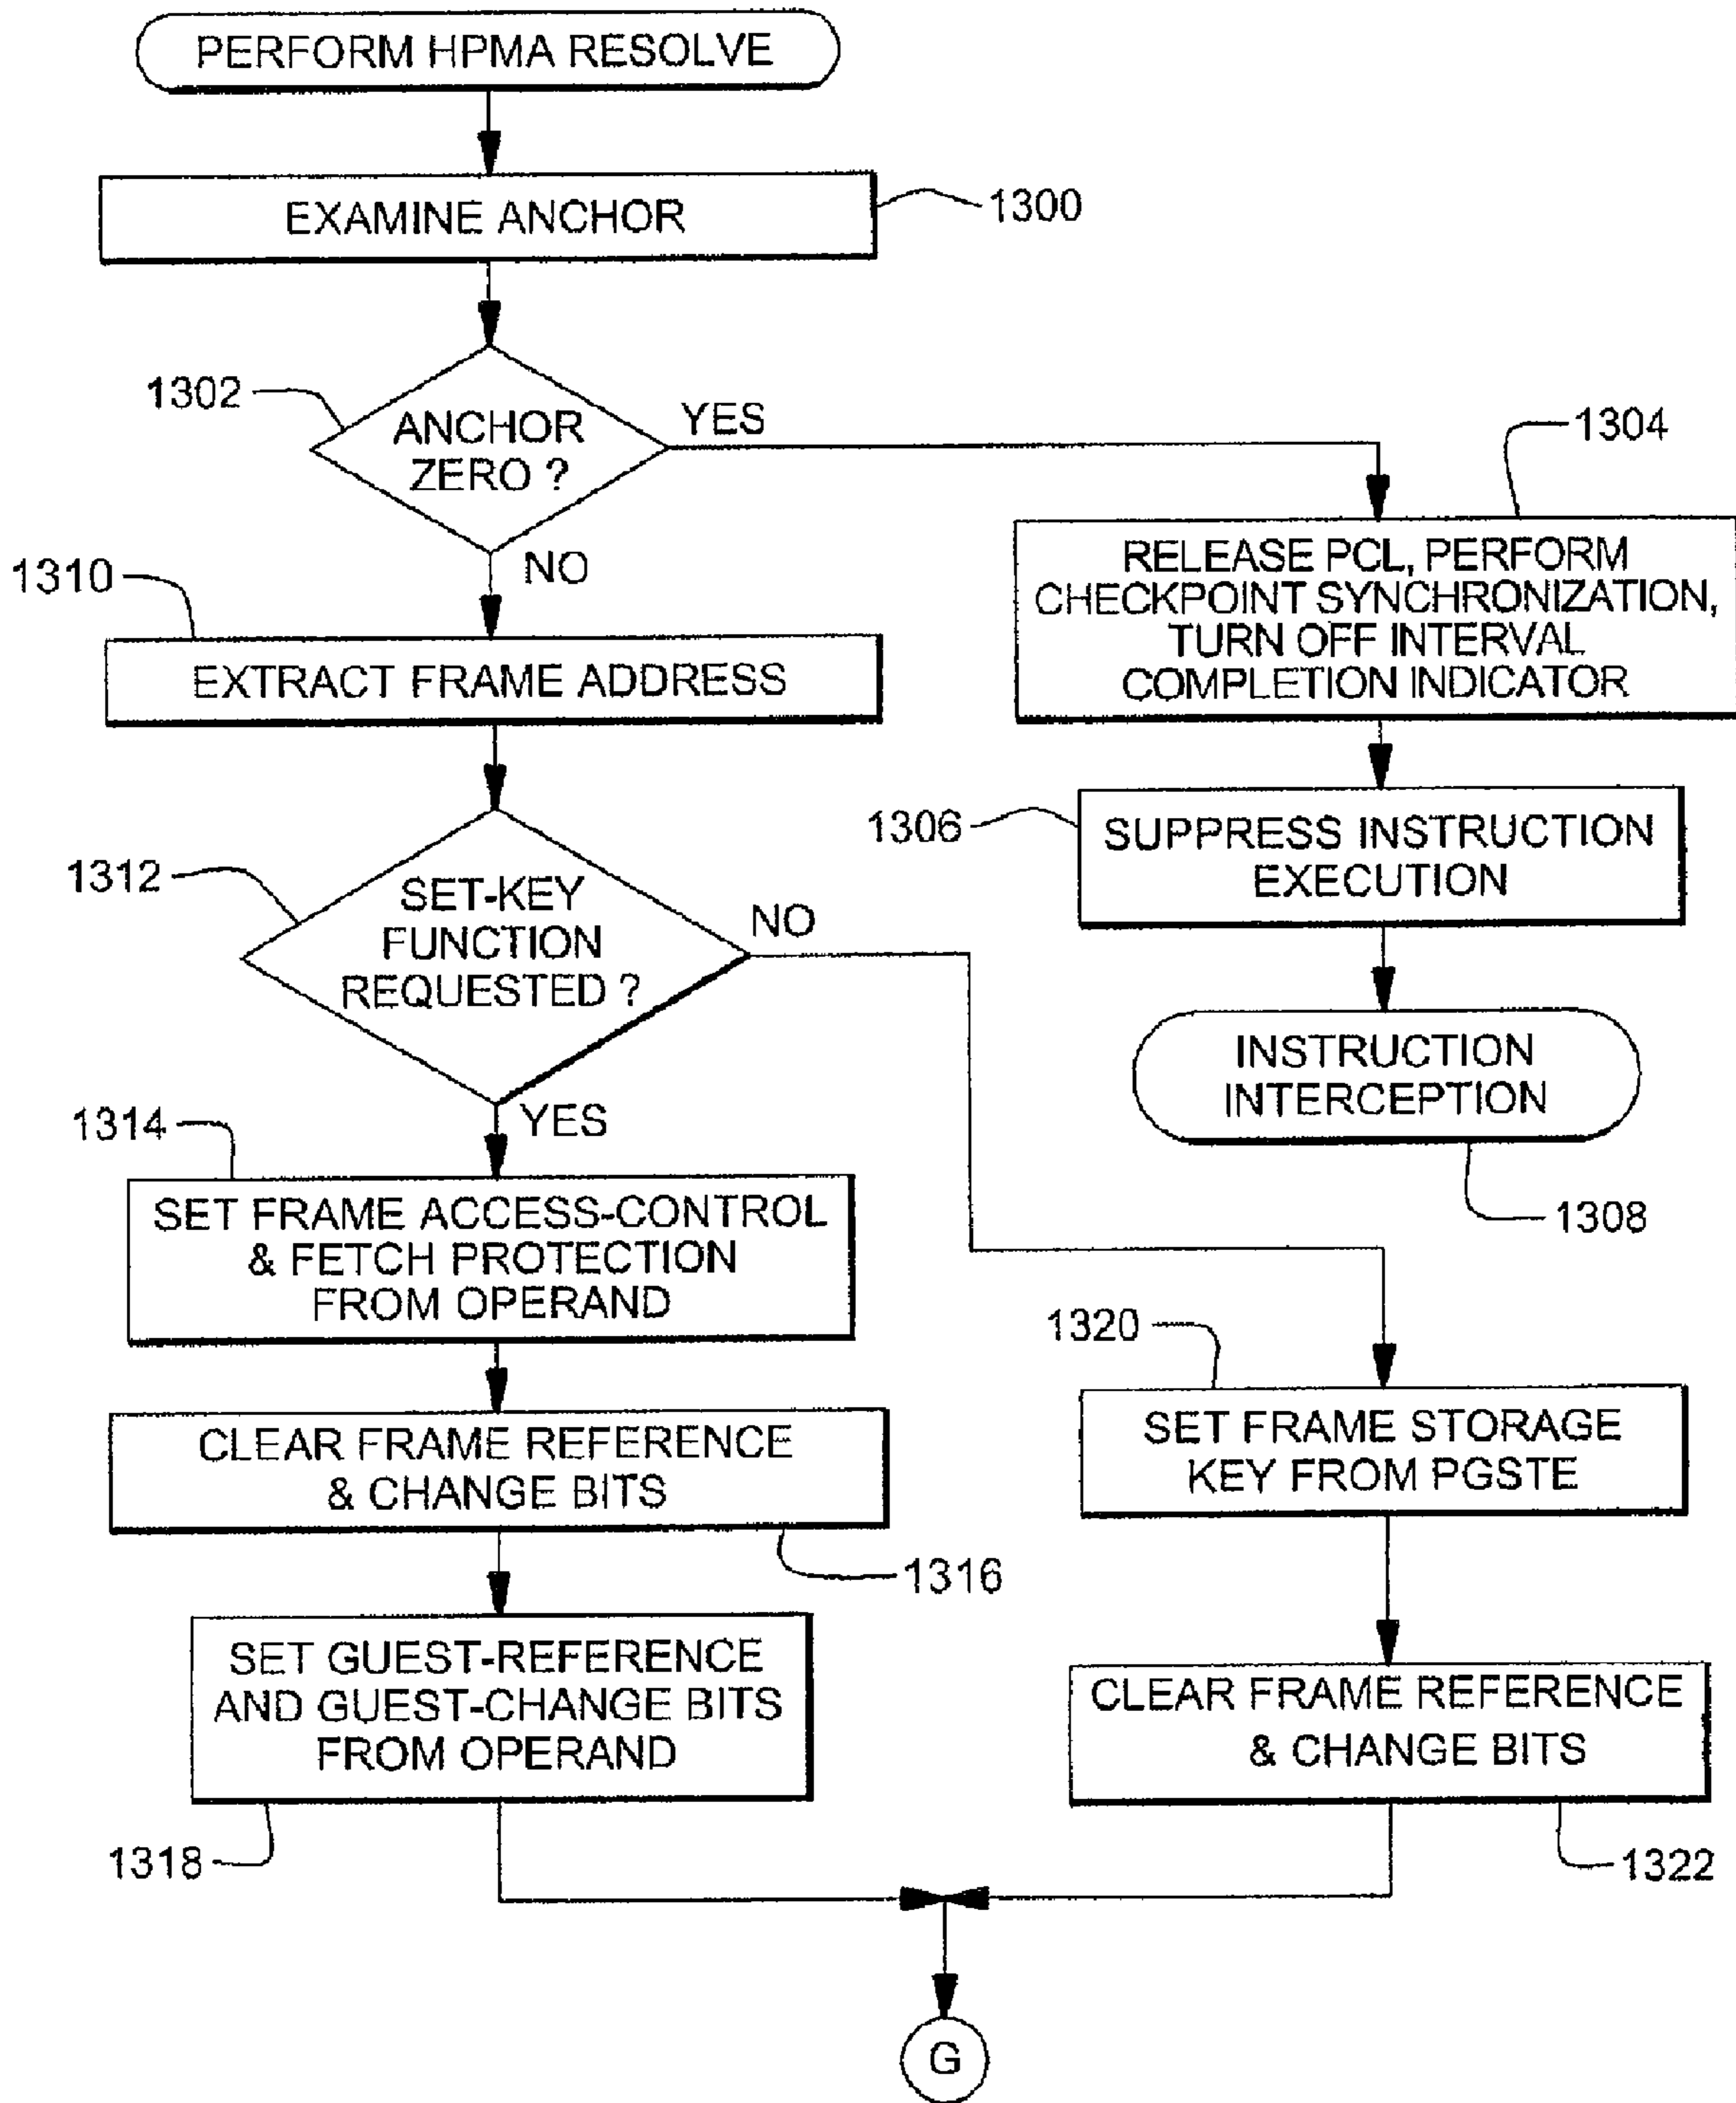 PERFORM HPMA RESOLVE
EXAMINE ANCHOR
1300
1302
ANCHOR
ZERO ?
YES
NO
1304
RELEASE PCL, PERFORM
CHECKPOINT SYNCHRONIZATION,
TURN OFF INTERVAL
COMPLETION INDICATOR
1310
EXTRACT FRAME ADDRESS
1306
SUPPRESS INSTRUCTION
EXECUTION
1312
SET-KEY
FUNCTION
REQUESTED ?
NO
YES
INSTRUCTION
INTERCEPTION
1308
1314
SET FRAME ACCESS-CONTROL
& FETCH PROTECTION
FROM OPERAND
1320
SET FRAME STORAGE
KEY FROM PGSTE
CLEAR FRAME REFERENCE
& CHANGE BITS
1316
SET GUEST-REFERENCE
AND GUEST-CHANGE BITS
FROM OPERAND
1318
CLEAR FRAME REFERENCE
& CHANGE BITS
1322
G